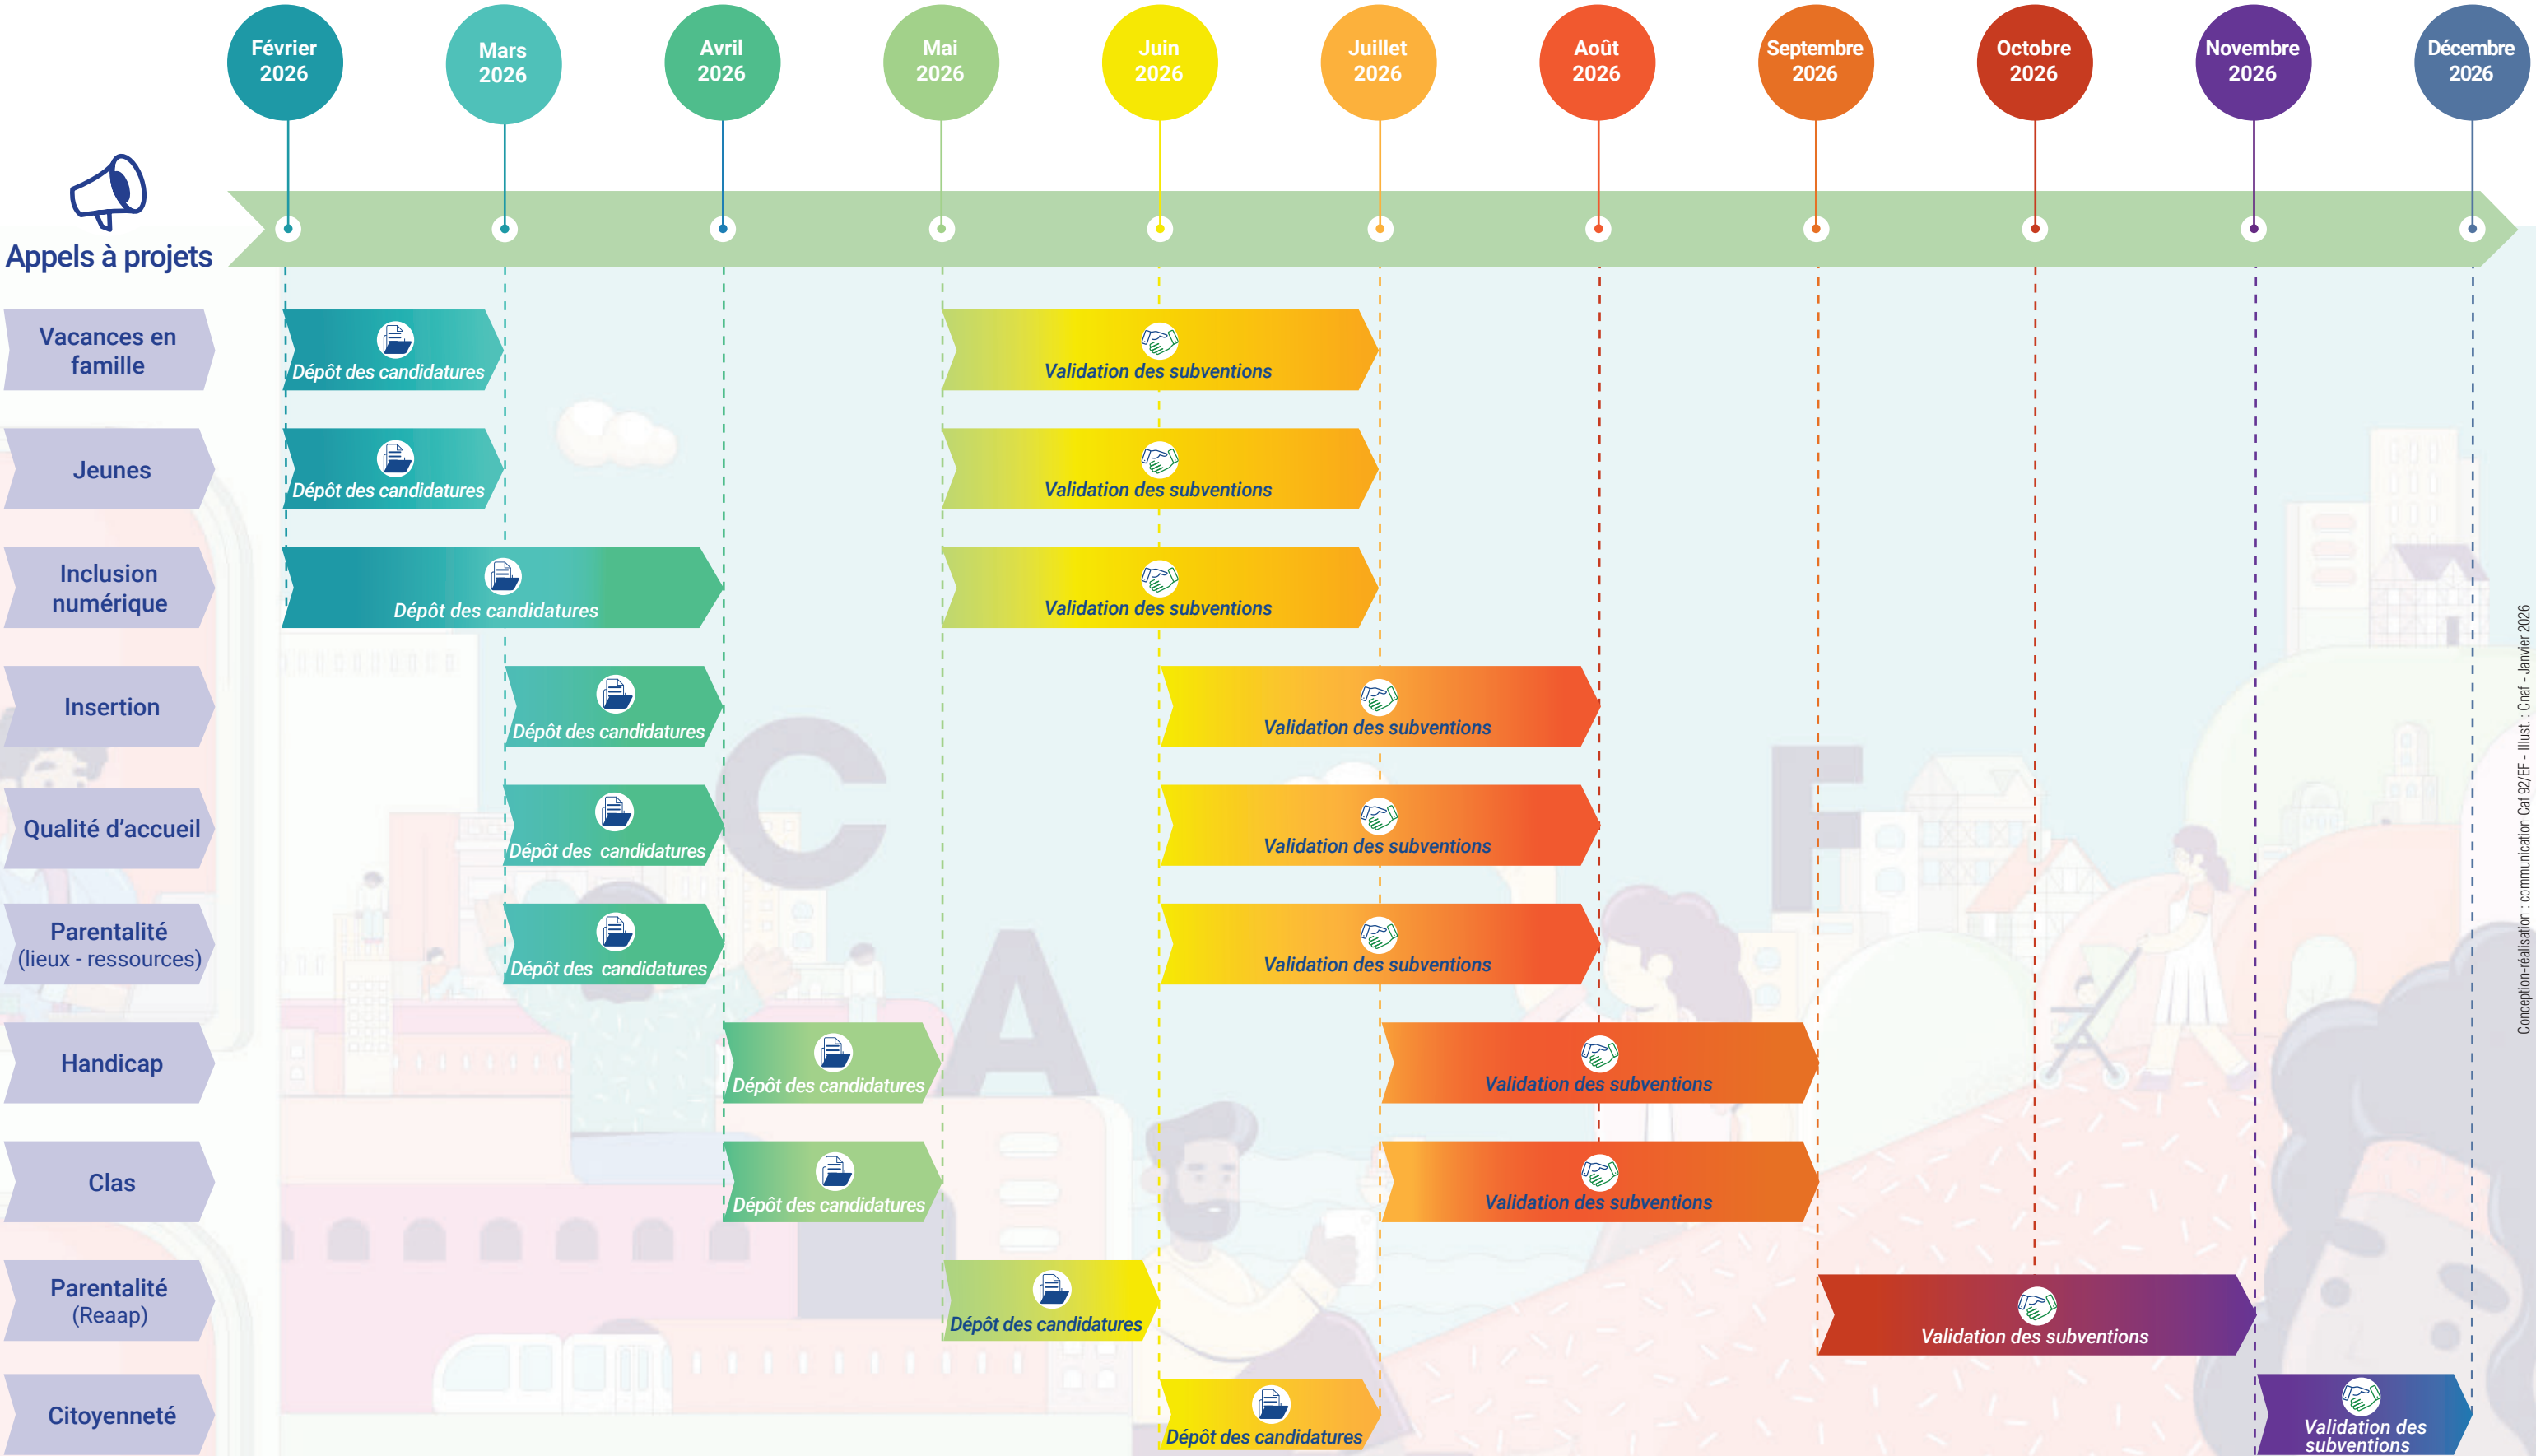 Février
2026
Mars
2026
Avril
2026
Mai
2026
Juin
2026
Juillet
2026
Août
2026
Septembre
2026
Octobre
2026
Novembre
2026
Décembre
2026
Appels à projets
Vacances en
famille
Dépôt des candidatures
Validation des subventions
Jeunes
Dépôt des candidatures
Validation des subventions
Inclusion
numérique
Dépôt des candidatures
Validation des subventions
Insertion
Dépôt des candidatures
Validation des subventions
Qualité d'accueil
Dépôt des candidatures
Validation des subventions
Parentalité
(lieux - ressources)
Dépôt des candidatures
Validation des subventions
Handicap
Dépôt des candidatures
Validation des subventions
Clas
Dépôt des candidatures
Validation des subventions
Parentalité
(Reaap)
Dépôt des candidatures
Validation des subventions
Citoyenneté
Dépôt des candidatures
Validation des
subventions
C
A
F
Conception-réalisation : communication Caf 92/EF - Illust. : Cnaf - Janvier 2026